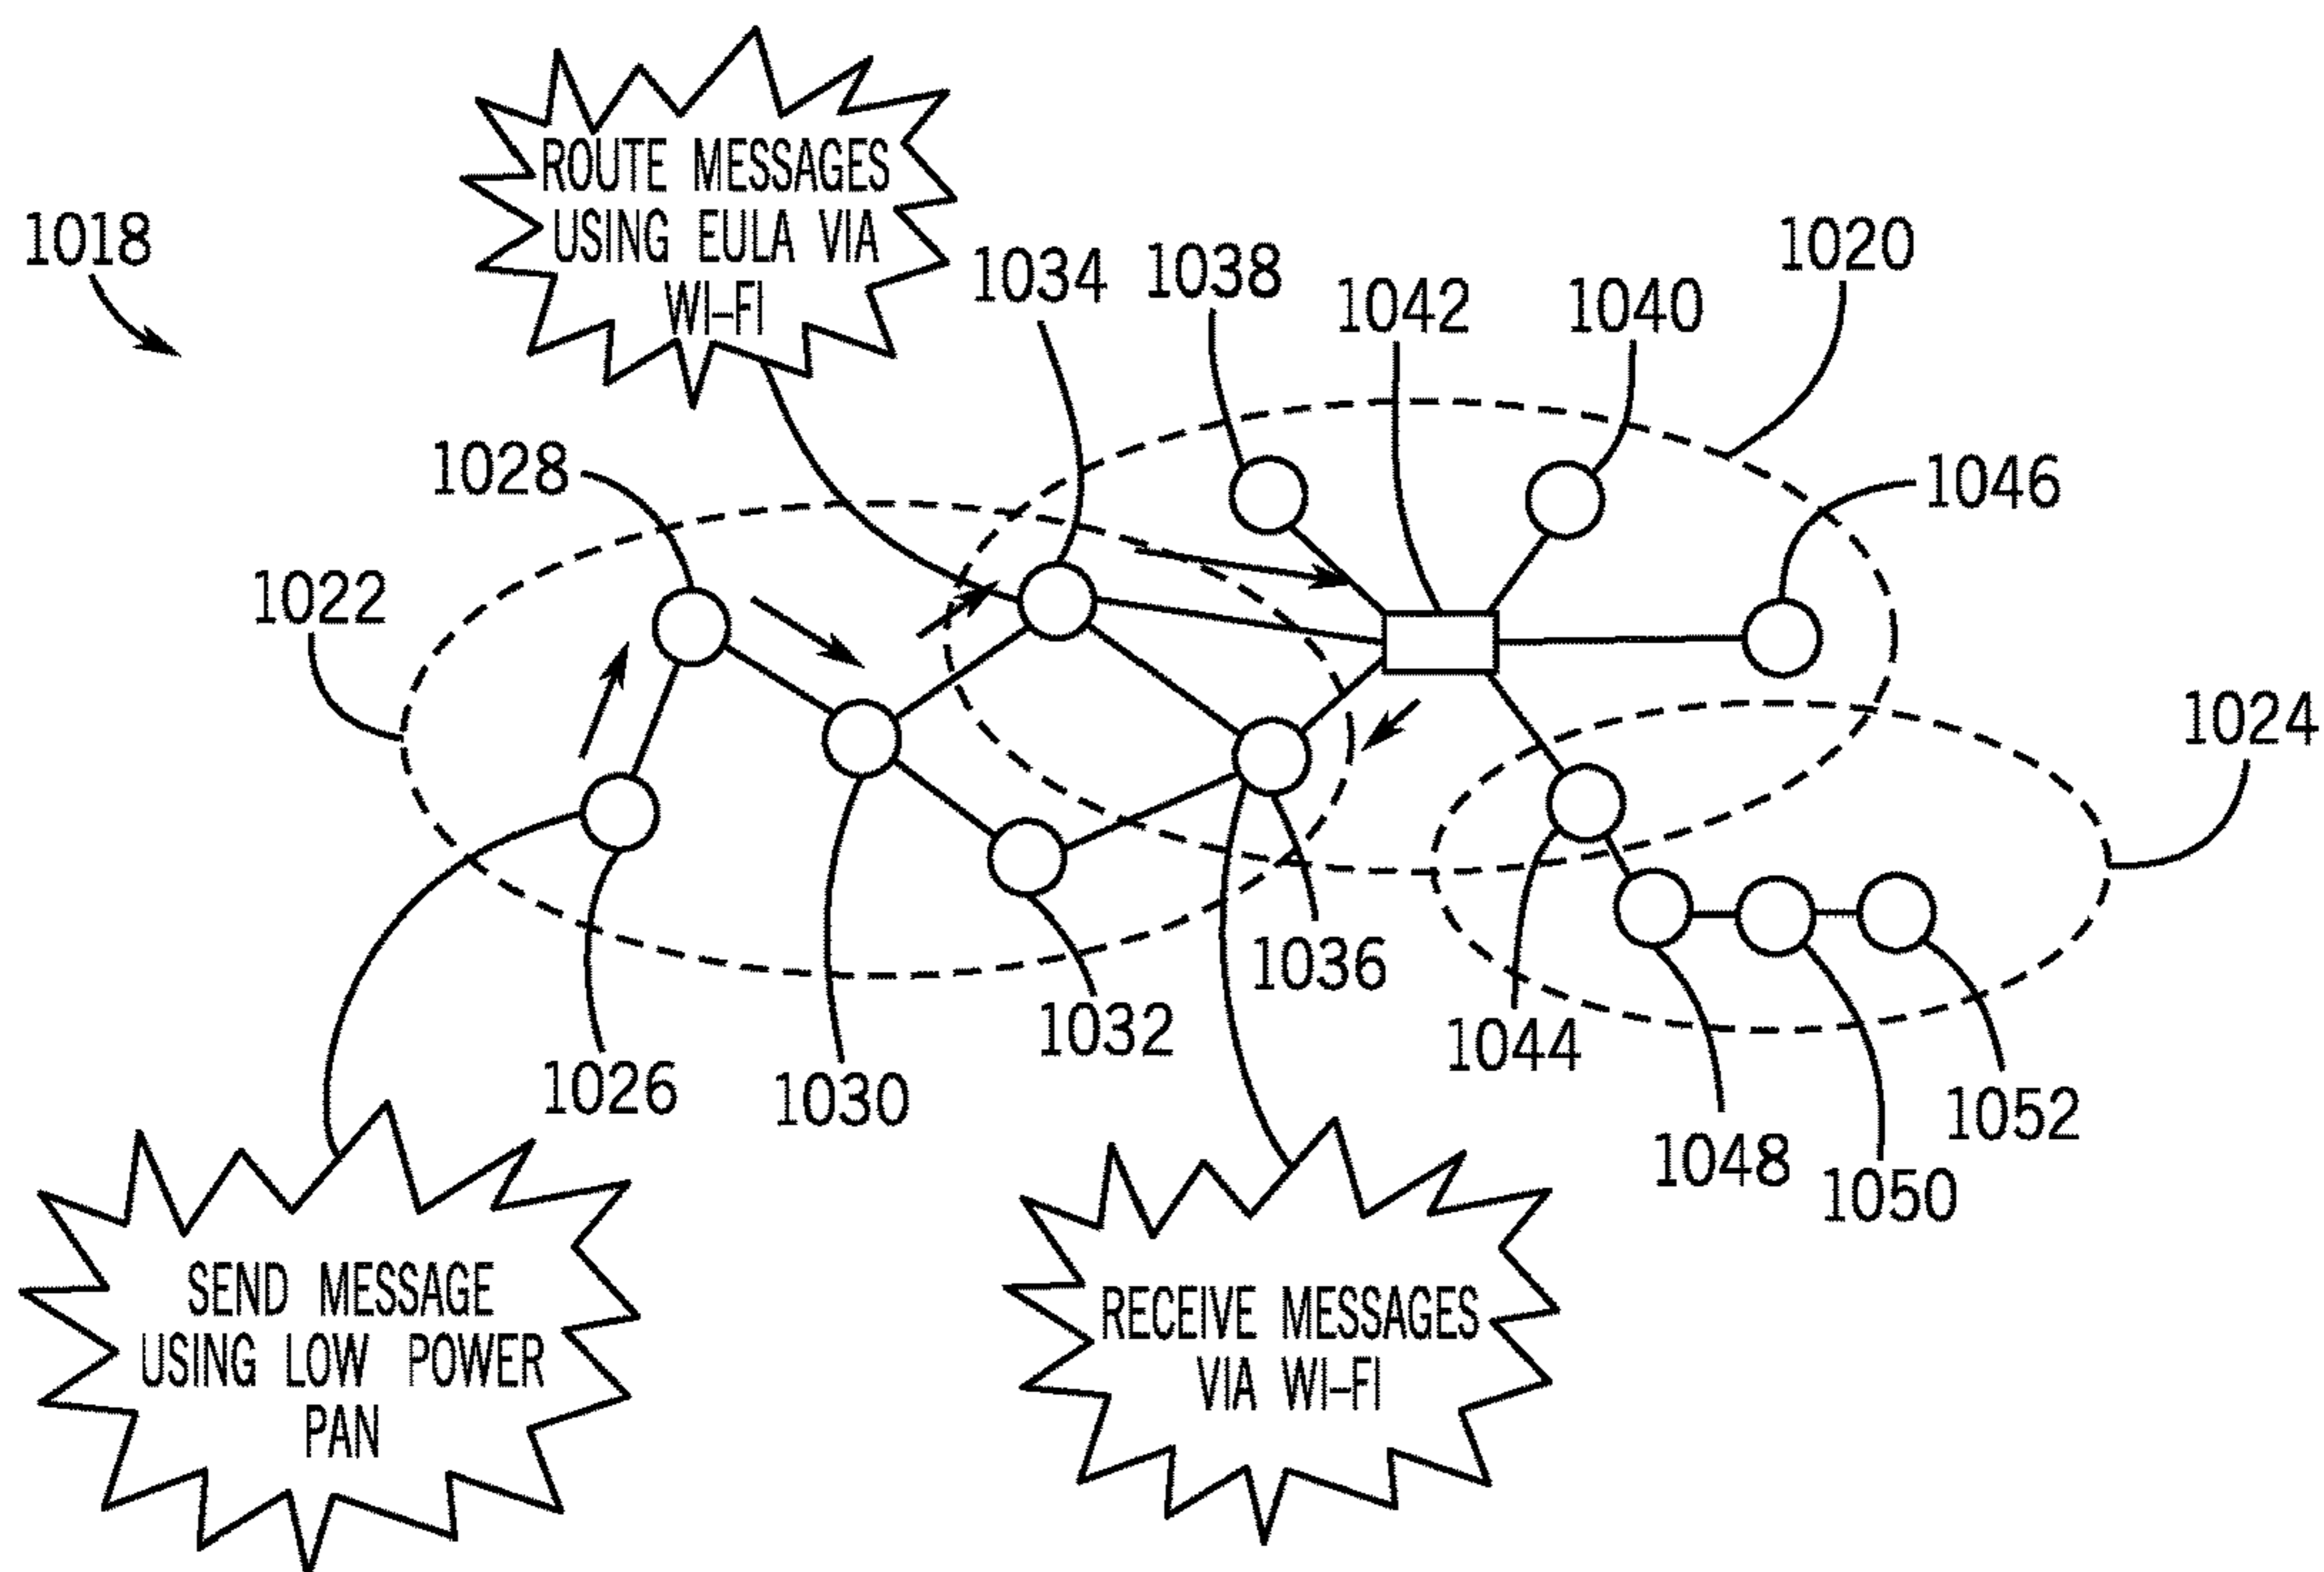 ROUTE MESSAGES
USING EULA VIA
WI-FI
1018
1034
1038
1042
1040
1020
1028
1046
1022
1024
1036
1032
1044
1026
1030
1052
1048
1050
SEND MESSAGE
USING LOW POWER
PAN
RECEIVE MESSAGES
VIA WI-FI